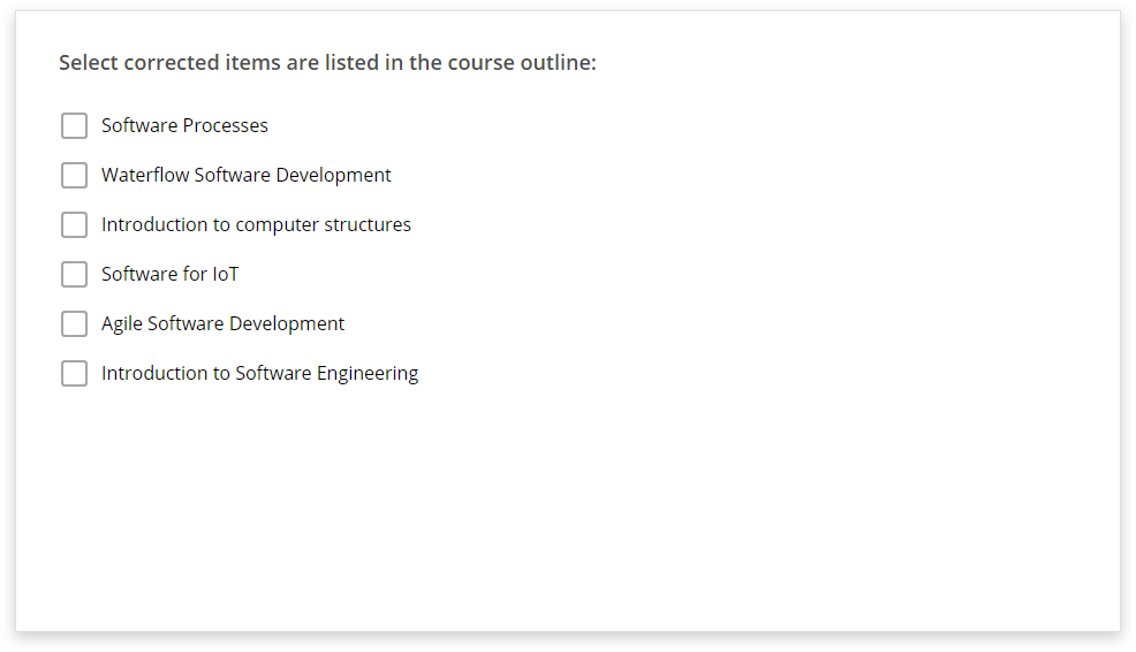 Select corrected items are listed in the course outline:
Software Processes
Waterflow Software Development
Introduction to computer structures
Software for IoT
Agile Software Development
Introduction to Software Engineering